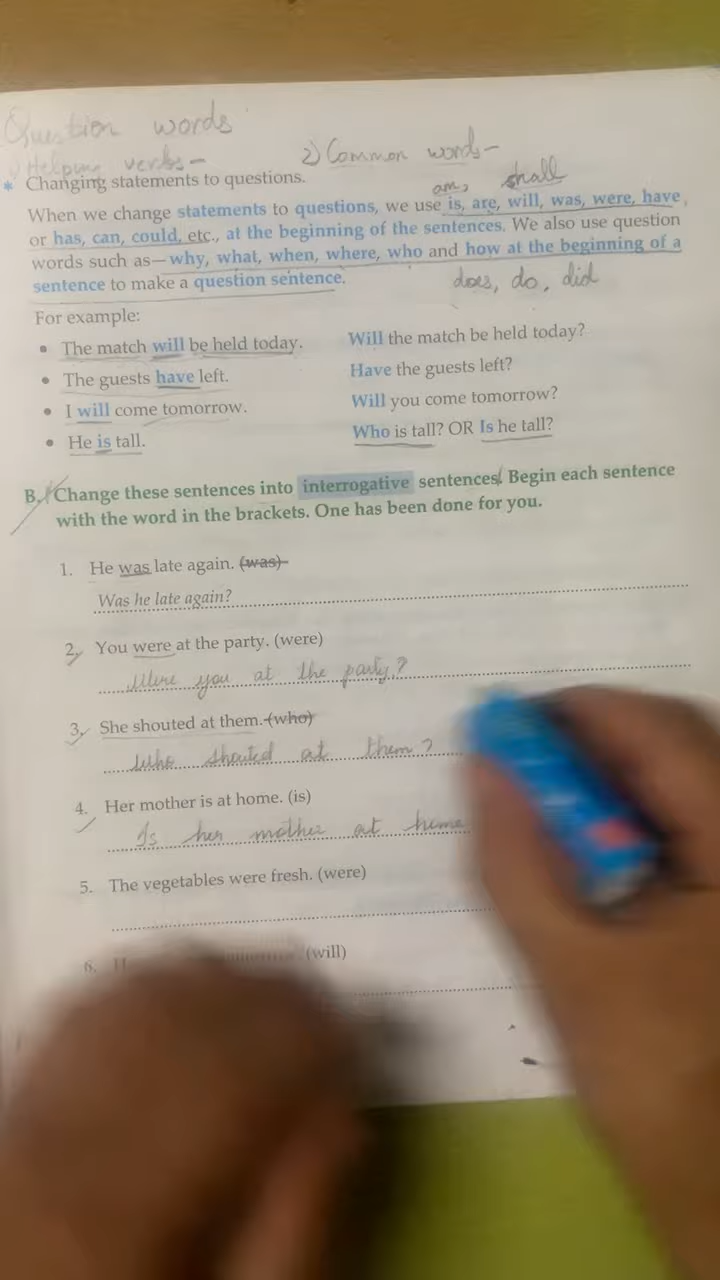 Question words
1) Helping verbs - 2) Common words -
* Changing statements to questions.
am, shall
When we change statements to questions, we use is, are, will, was, were, have,
or has, can, could, etc., at the beginning of the sentences. We also use question
words such as—why, what, when, where, who and how at the beginning of a
sentence to make a question sentence.
does, do, did
For example:
• The match will be held today. Will the match be held today?
• The guests have left. Have the guests left?
• I will come tomorrow. Will you come tomorrow?
• He is tall. Who is tall? OR Is he tall?
B. Change these sentences into interrogative sentences. Begin each sentence
with the word in the brackets. One has been done for you.
1. He was late again. (was)
Was he late again?
2. You were at the party. (were)
Were you at the party?
3. She shouted at them. (who)
Who shouted at them?
4. Her mother is at home. (is)
Is her mother at home
5. The vegetables were fresh. (were)
6. (will)